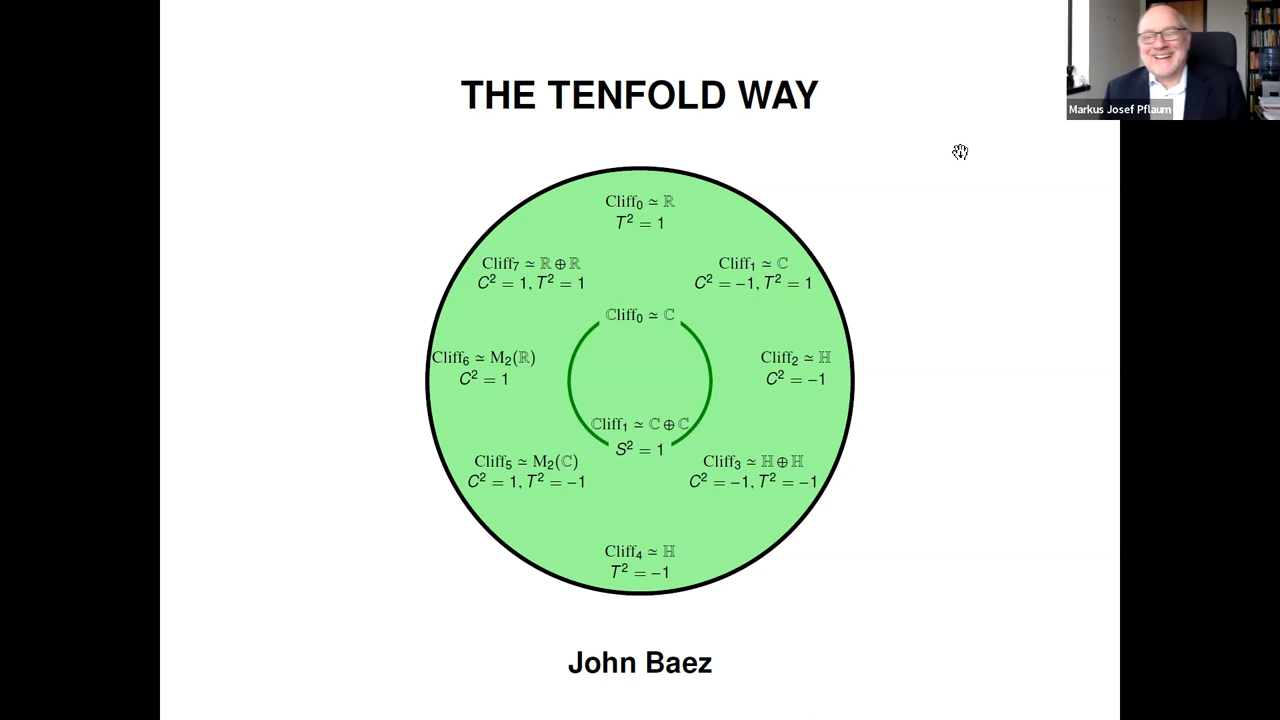 Markus Josef Pflaum
THE TENFOLD WAY
Cliff₀ ≃ ℝ
T² = 1
Cliff₇ ≃ ℝ ⊕ ℝ
C² = 1, T² = 1
Cliff₁ ≃ ℂ
C² = −1, T² = 1
ℂliff₀ ≃ ℂ
Cliff₆ ≃ M₂(ℝ)
C² = 1
Cliff₂ ≃ ℍ
C² = −1
ℂliff₁ ≃ ℂ ⊕ ℂ
S² = 1
Cliff₅ ≃ M₂(ℂ)
C² = 1, T² = −1
Cliff₃ ≃ ℍ ⊕ ℍ
C² = −1, T² = −1
Cliff₄ ≃ ℍ
T² = −1
John Baez